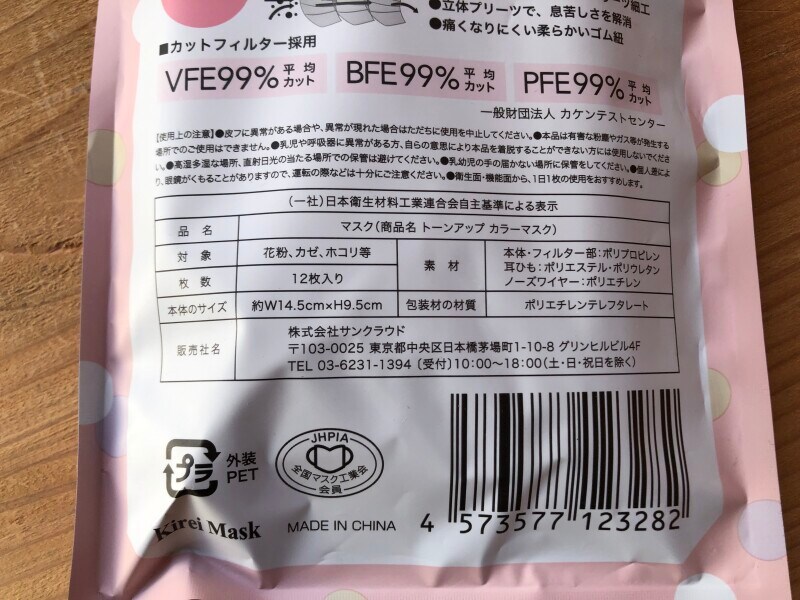 ●立体プリーツで、息苦しさを解消
●痛くなりにくい柔らかいゴム紐
■カットフィルター採用
VFE99% 平均カット BFE99% 平均カット PFE99% 平均カット
一般財団法人 カケンテストセンター
【使用上の注意】●皮フに異常がある場合や、異常が現れた場合はただちに使用を中止してください。●本品は有害な粉塵やガス等が発生する
場所でのご使用はできません。●乳児や呼吸器に異常がある方、自らの意思により本品を着脱することができない方には使用しないでくださ
い。●高温多湿な場所、直射日光の当たる場所での保管は避けてください。●乳幼児の手の届かない場所に保管をしてください。●個人差によ
り、眼鏡がくもることがありますので、運転の際などは十分にご注意ください。●衛生面・機能面から、1日1枚の使用をおすすめします。
(一社)日本衛生材料工業連合会自主基準による表示
品名 マスク(商品名 トーンアップ カラーマスク)
対象 花粉、カゼ、ホコリ等
枚数 12枚入り
素材 本体・フィルター部:ポリプロピレン
耳ひも:ポリエステル・ポリウレタン
ノーズワイヤー:ポリエチレン
本体のサイズ 約W14.5cm×H9.5cm 包装材の材質 ポリエチレンテレフタレート
販売社名 株式会社サンクラウド
〒103-0025 東京都中央区日本橋茅場町1-10-8 グリンヒルビル4F
TEL 03-6231-1394 〔受付〕10:00〜18:00(土・日・祝日を除く)
プラ 外装
PET
JHPIA
全国マスク工業会
会員
Kirei Mask MADE IN CHINA
4 573577 123282